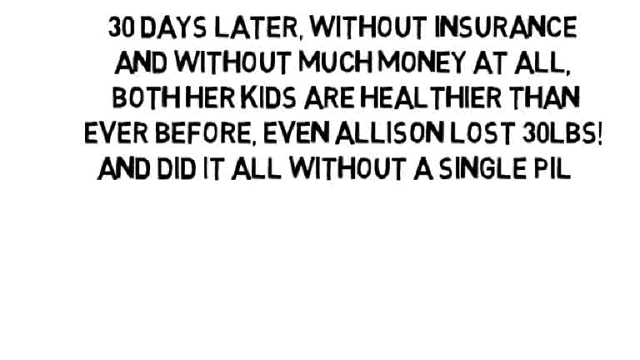 30 DAYS LATER, WITHOUT INSURANCE
AND WITHOUT MUCH MONEY AT ALL,
BOTH HER KIDS ARE HEALTHIER THAN
EVER BEFORE, EVEN ALLISON LOST 30LBS!
AND DID IT ALL WITHOUT A SINGLE PIL